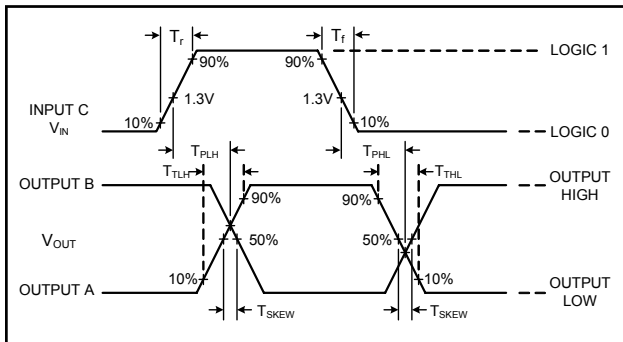 Tr
Tf
90%
90%
LOGIC 1
1.3V
1.3V
INPUT C
VIN
10%
10%
LOGIC 0
TPLH
TPHL
TTLH
TTHL
OUTPUT B
OUTPUT
HIGH
90%
90%
VOUT
50%
50%
10%
10%
OUTPUT A
OUTPUT
LOW
TSKEW
TSKEW